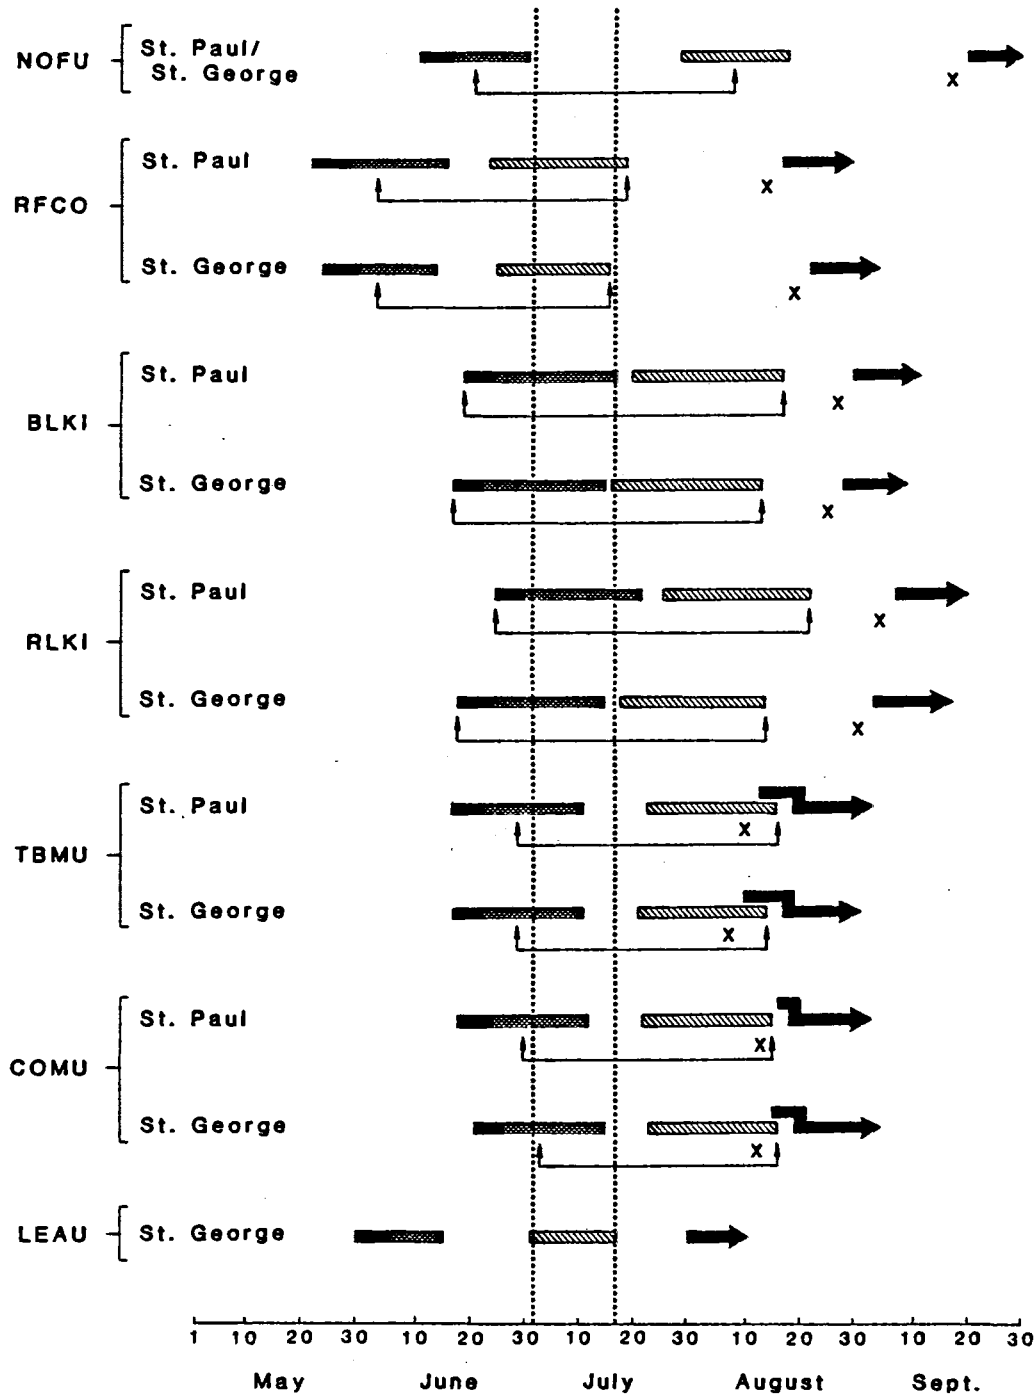 NOFU
St. Paul/
St. George
X
RFCO
St. Paul
X
St. George
X
BLKI
St. Paul
X
St. George
X
RLKI
St. Paul
X
St. George
X
TBMU
St. Paul
X
St. George
X
COMU
St. Paul
X
St. George
X
LEAU
St. George
1 10 20 30 10 20 30 10 20 30 10 20 30 10 20 30
May June July August Sept.